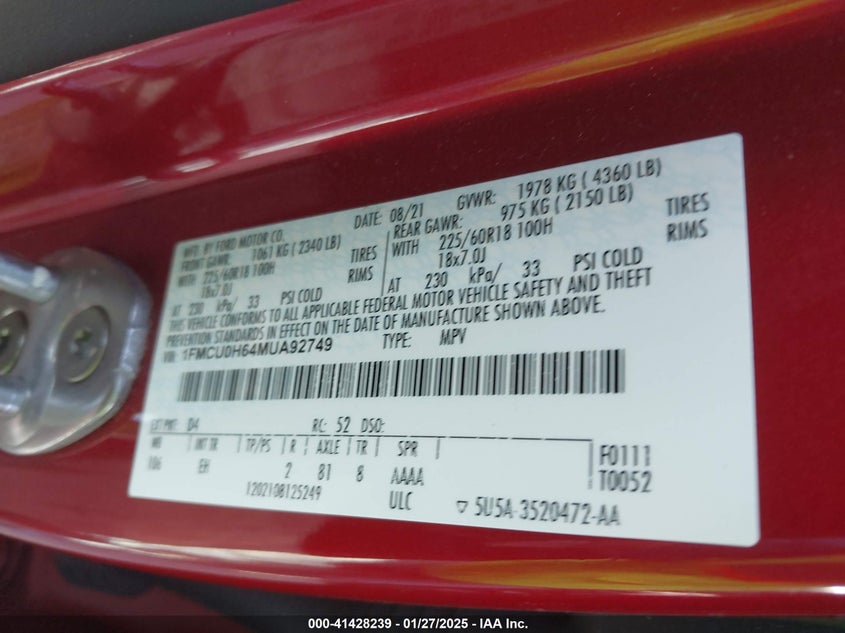 MFG. BY FORD MOTOR CO.
DATE: 08/21 GVWR: 1978 KG ( 4360 LB)
FRONT GAWR: 1061 KG ( 2340 LB)
REAR GAWR: 975 KG ( 2150 LB)
WITH 225/60R18 100H TIRES
WITH 225/60R18 100H TIRES
18x7.0J RIMS
18x7.0J RIMS
AT 230 kPa/ 33 PSI COLD
AT 230 kPa/ 33 PSI COLD
THIS VEHICLE CONFORMS TO ALL APPLICABLE FEDERAL MOTOR VEHICLE SAFETY AND THEFT
PREVENTION STANDARDS IN EFFECT ON THE DATE OF MANUFACTURE SHOWN ABOVE.
VIN: 1FMCU0H64MUA92749 TYPE: MPV
EXT PNT: D4 RC: 52 DSO:
WB INT TR TP/PS R AXLE TR SPR
106 EH 2 81 8 AAAA
F0111
T0052
1202108125249 ULC
5U5A-3520472-AA
000-41428239 - 01/27/2025 - IAA Inc.